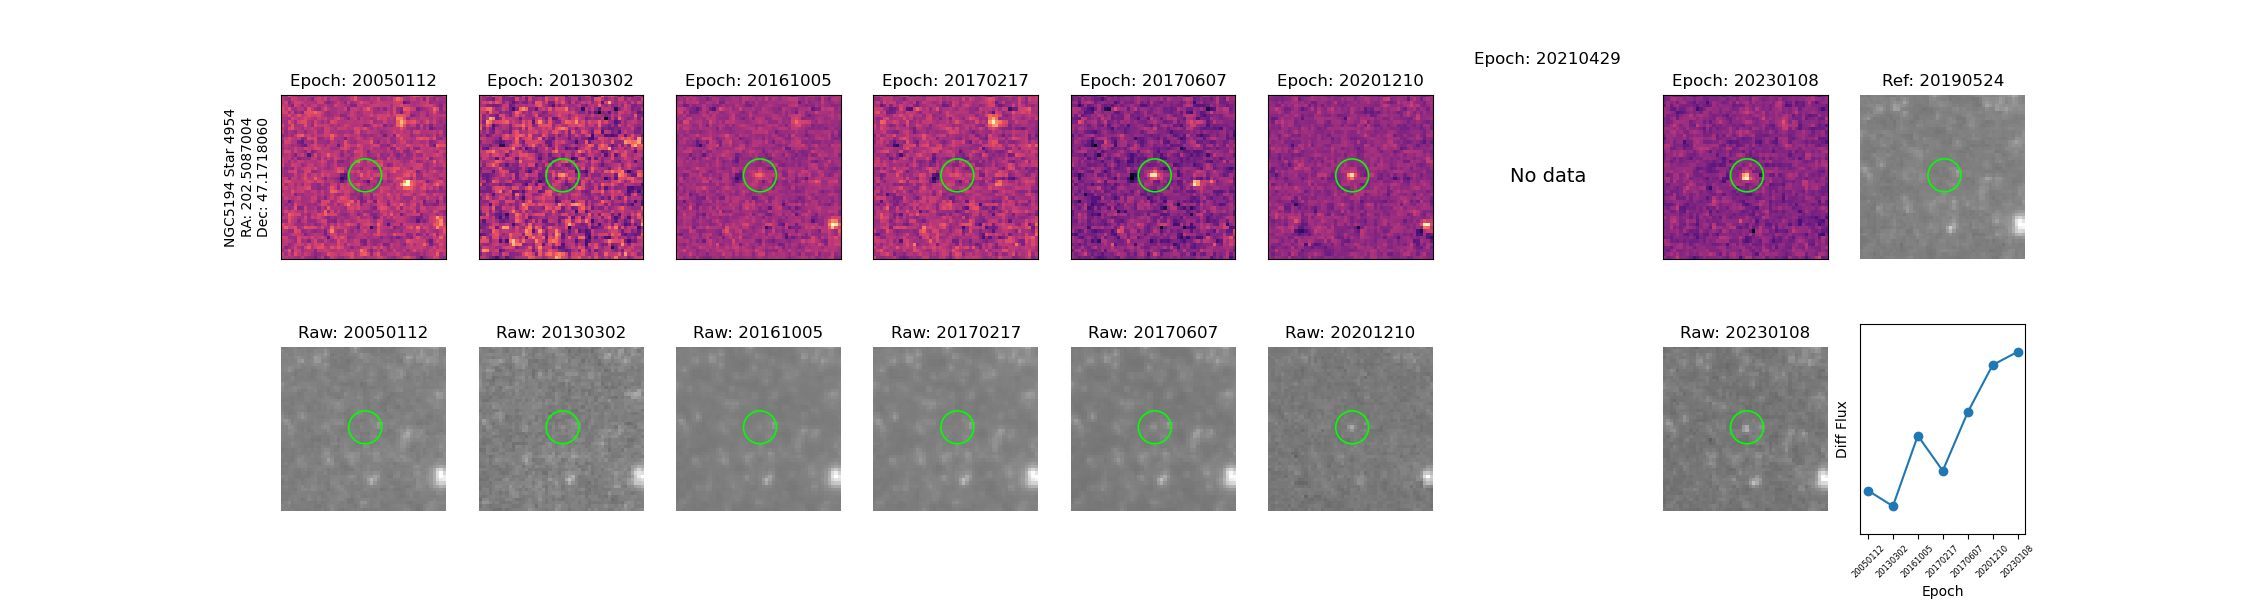 Epoch: 20210429
Epoch: 20050112
Epoch: 20130302
Epoch: 20161005
Epoch: 20170217
Epoch: 20170607
Epoch: 20201210
Epoch: 20230108
Ref: 20190524
NGC5194 Star 4954
RA: 202.5087004
Dec: 47.1718060
No data
Raw: 20050112
Raw: 20130302
Raw: 20161005
Raw: 20170217
Raw: 20170607
Raw: 20201210
Raw: 20230108
Diff Flux
20050112
20130302
20161005
20170217
20170607
20201210
20230108
Epoch